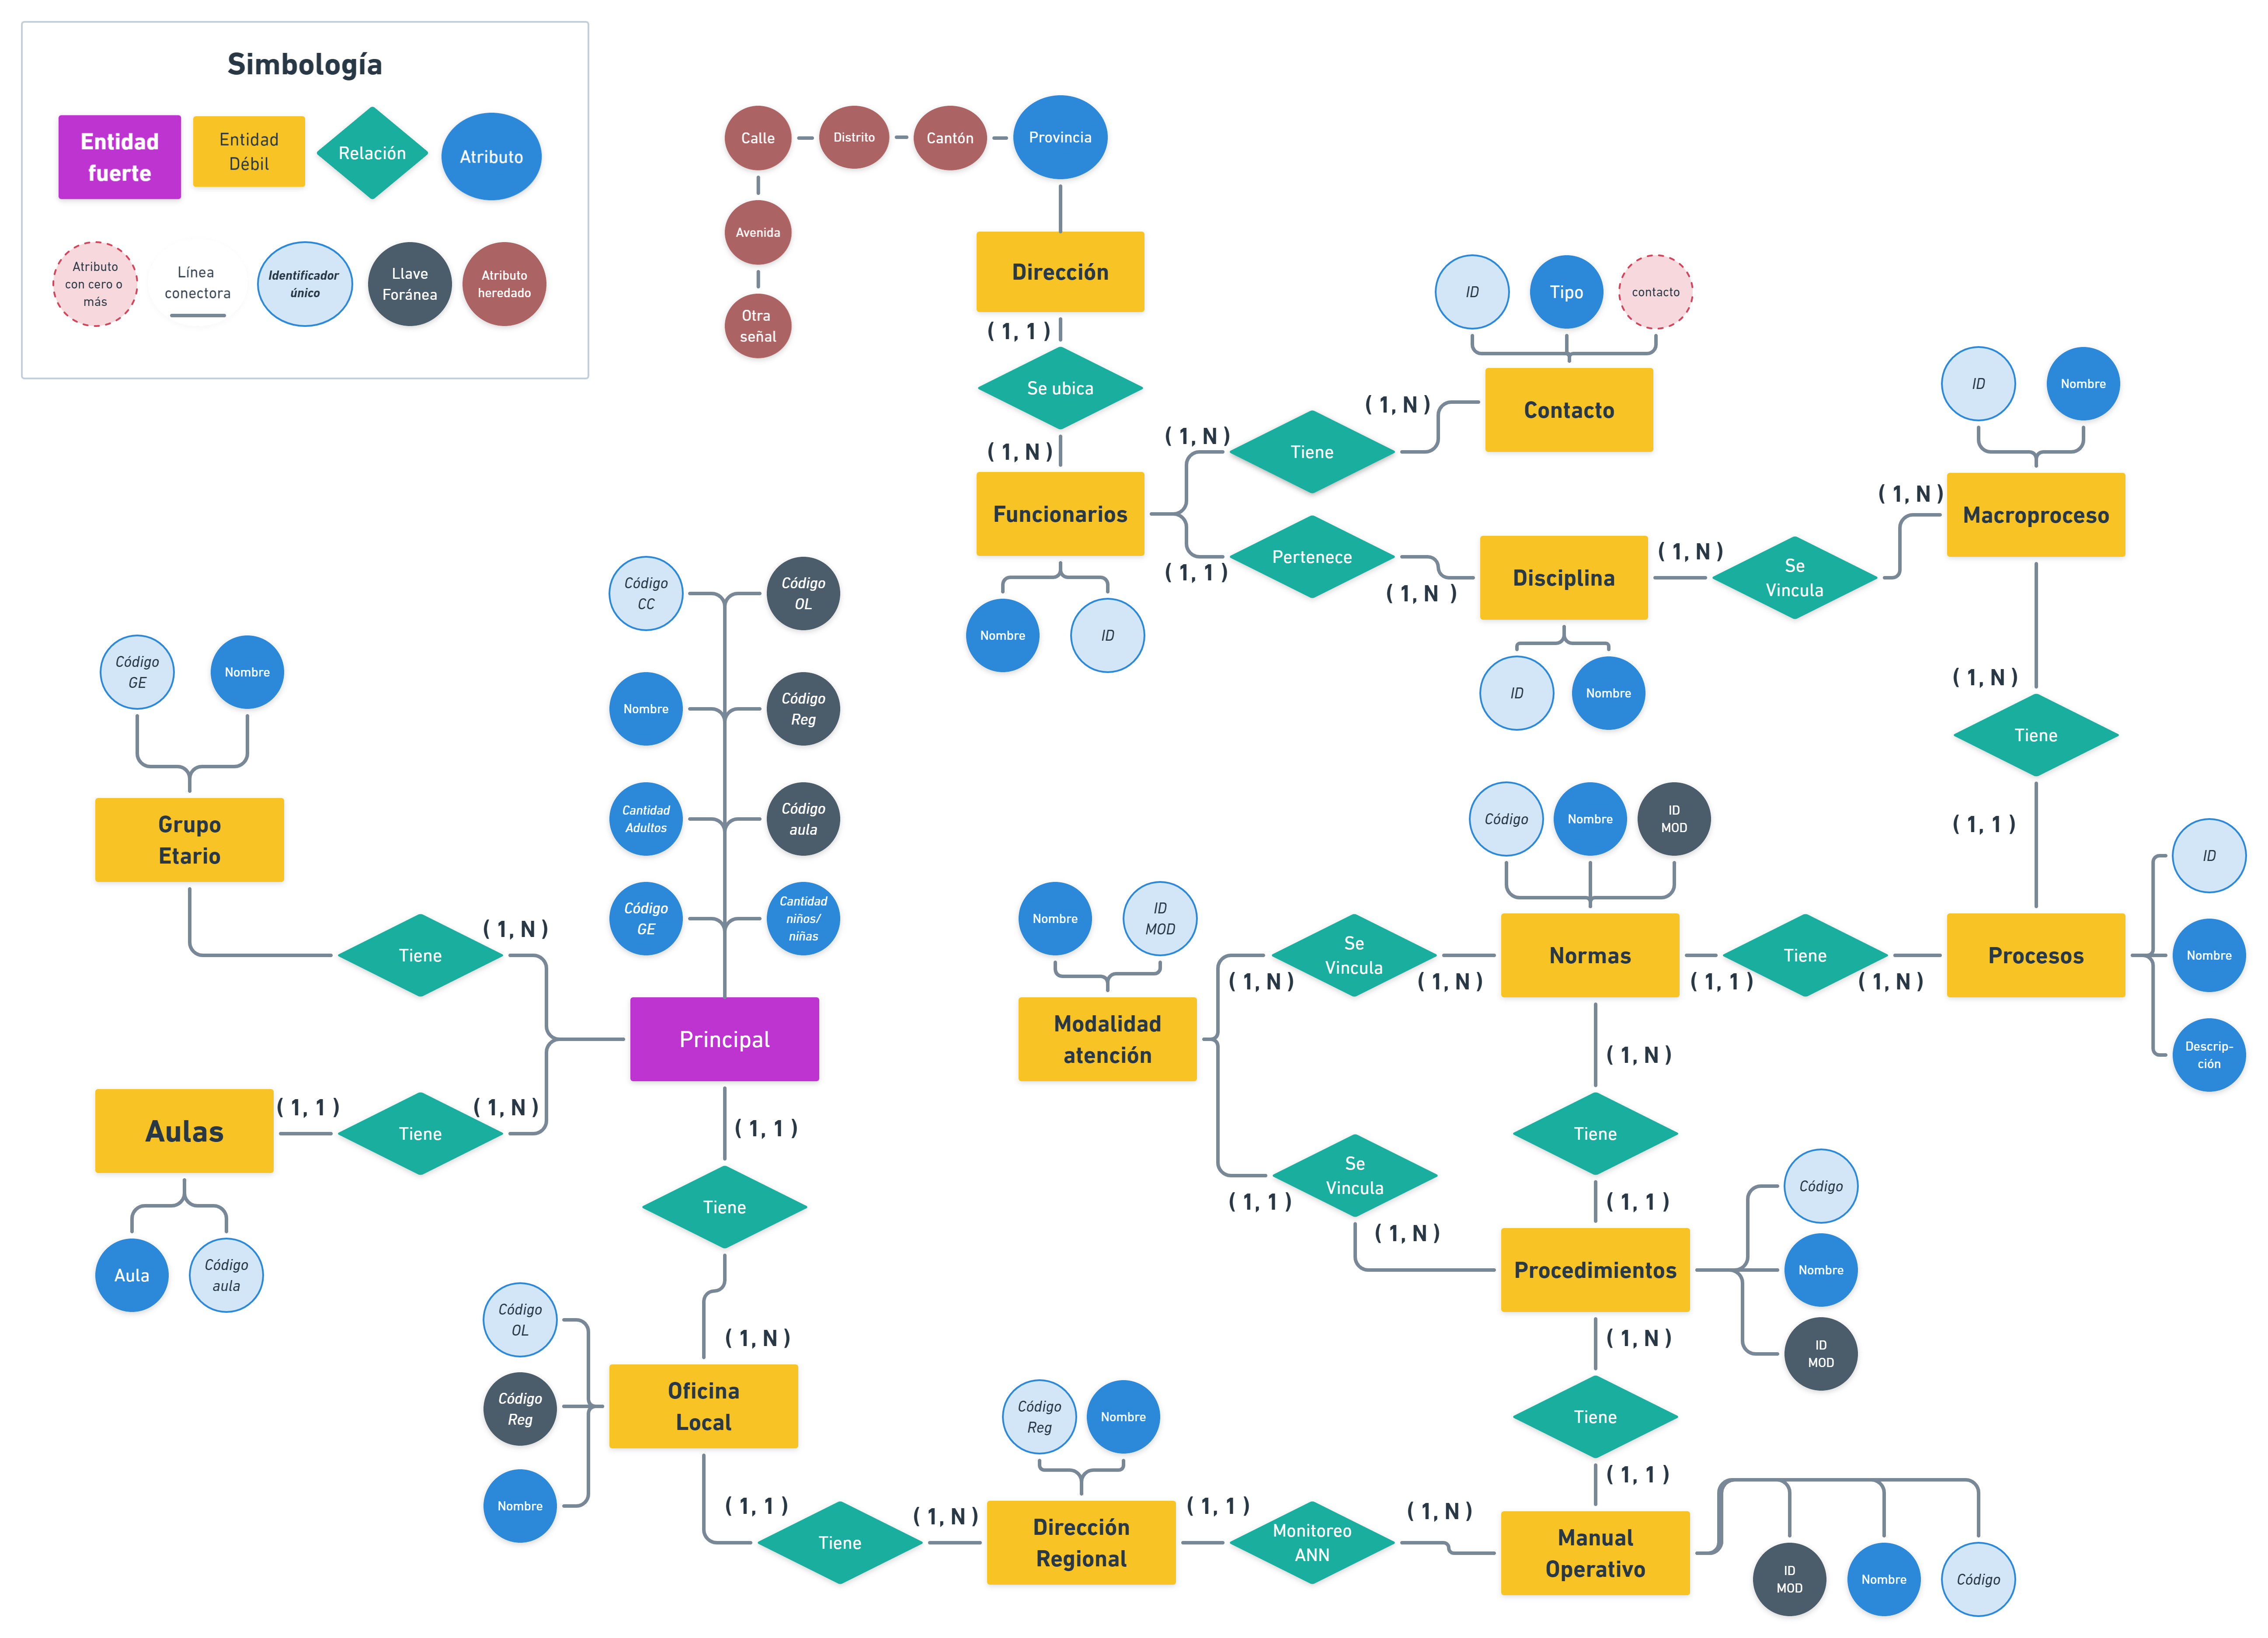 Simbología
Entidad
fuerte
Entidad
Débil
Relación
Atributo
Atributo
con cero o
más
Línea
conectora
Identificador
único
Llave
Foránea
Atributo
heredado
Calle
Distrito
Cantón
Provincia
Avenida
Otra
señal
Dirección
( 1, 1 )
Se ubica
( 1, N )
Funcionarios
Nombre
ID
( 1, N )
Tiene
( 1, N )
ID
Tipo
contacto
Contacto
( 1, 1 )
Pertenece
( 1, N )
Disciplina
ID
Nombre
( 1, N )
Se
Vincula
( 1, N )
ID
Nombre
Macroproceso
( 1, N )
Tiene
( 1, 1 )
Procesos
ID
Nombre
Descrip-
ción
Código
CC
Código
OL
Nombre
Código
Reg
Cantidad
Adultos
Código
aula
Código
GE
Cantidad
niños/
niñas
Principal
Código
GE
Nombre
Grupo
Etario
Tiene
( 1, N )
Aulas
( 1, 1 )
Tiene
( 1, N )
Aula
Código
aula
( 1, 1 )
Tiene
( 1, N )
Código
OL
Código
Reg
Nombre
Oficina
Local
( 1, 1 )
Tiene
( 1, N )
Código
Reg
Nombre
Dirección
Regional
( 1, 1 )
Monitoreo
ANN
( 1, N )
Nombre
ID
MOD
Modalidad
atención
( 1, N )
Se
Vincula
( 1, N )
Código
Nombre
ID
MOD
Normas
( 1, 1 )
Tiene
( 1, N )
( 1, N )
Tiene
( 1, 1 )
( 1, 1 )
Se
Vincula
( 1, N )
Procedimientos
Código
Nombre
ID
MOD
( 1, N )
Tiene
( 1, 1 )
Manual
Operativo
ID
MOD
Nombre
Código